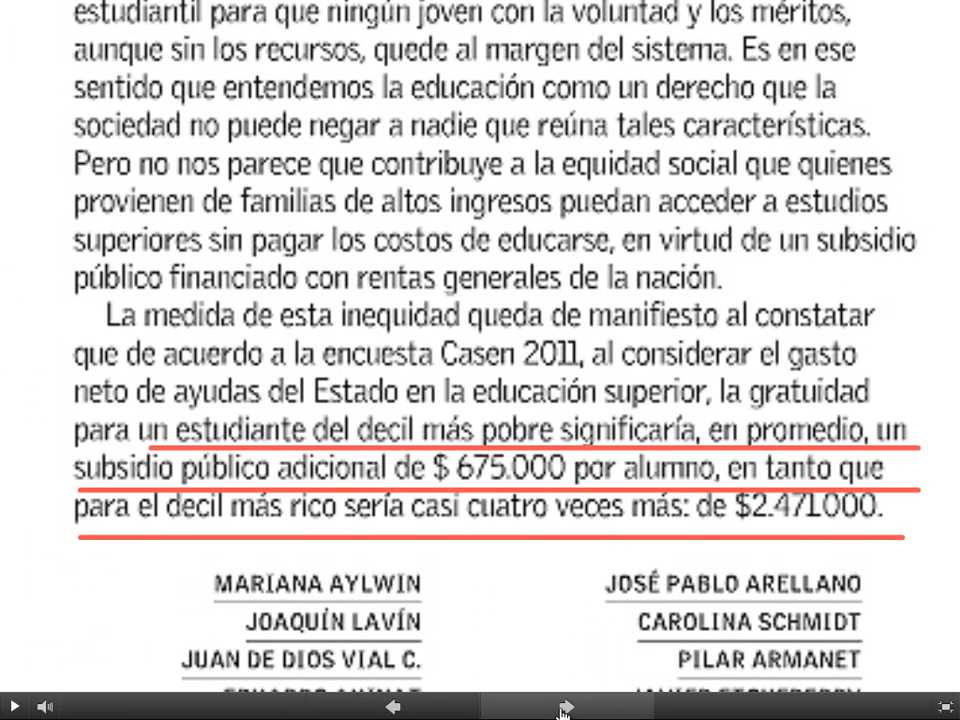 estudiantil para que ningún joven con la voluntad y los méritos,
aunque sin los recursos, quede al margen del sistema. Es en ese
sentido que entendemos la educación como un derecho que la
sociedad no puede negar a nadie que reúna tales características.
Pero no nos parece que contribuye a la equidad social que quienes
provienen de familias de altos ingresos puedan acceder a estudios
superiores sin pagar los costos de educarse, en virtud de un subsidio
público financiado con rentas generales de la nación.
La medida de esta inequidad queda de manifiesto al constatar
que de acuerdo a la encuesta Casen 2011, al considerar el gasto
neto de ayudas del Estado en la educación superior, la gratuidad
para un estudiante del decil más pobre significaría, en promedio, un
subsidio público adicional de $ 675.000 por alumno, en tanto que
para el decil más rico sería casi cuatro veces más: de $2.471.000.
MARIANA AYLWIN
JOAQUÍN LAVÍN
JUAN DE DIOS VIAL C.
JOSÉ PABLO ARELLANO
CAROLINA SCHMIDT
PILAR ARMANET